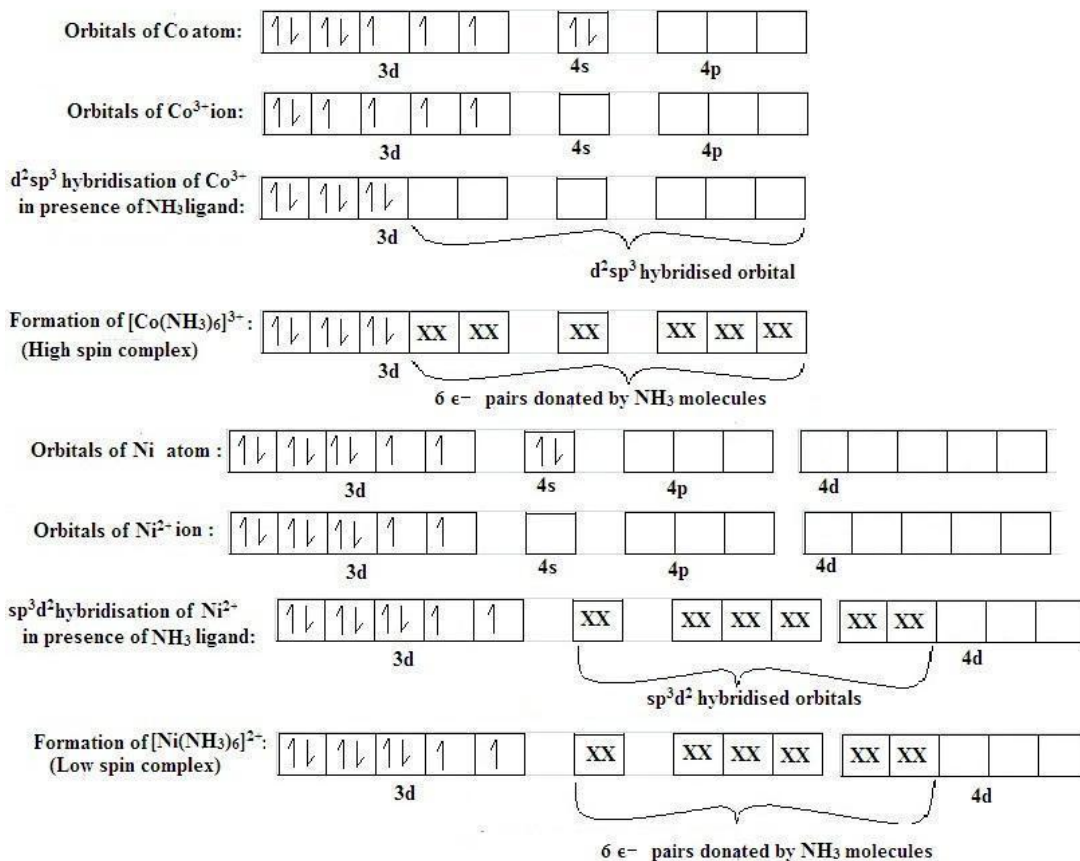 Orbitals of Co atom:
3d 4s 4p
Orbitals of Co³⁺ion:
3d 4s 4p
d²sp³ hybridisation of Co³⁺
in presence of NH₃ ligand:
3d
d²sp³ hybridised orbital
Formation of [Co(NH₃)₆]³⁺ :
XX XX XX XX XX XX
(High spin complex)
3d
6 e− pairs donated by NH₃ molecules
Orbitals of Ni atom :
3d 4s 4p 4d
Orbitals of Ni²⁺ ion :
3d 4s 4p 4d
sp³d² hybridisation of Ni²⁺
XX XX XX XX XX XX
in presence of NH₃ ligand:
3d 4d
sp³d² hybridised orbitals
Formation of [Ni(NH₃)₆]²⁺:
XX XX XX XX XX XX
(Low spin complex)
3d 4d
6 e− pairs donated by NH₃ molecules